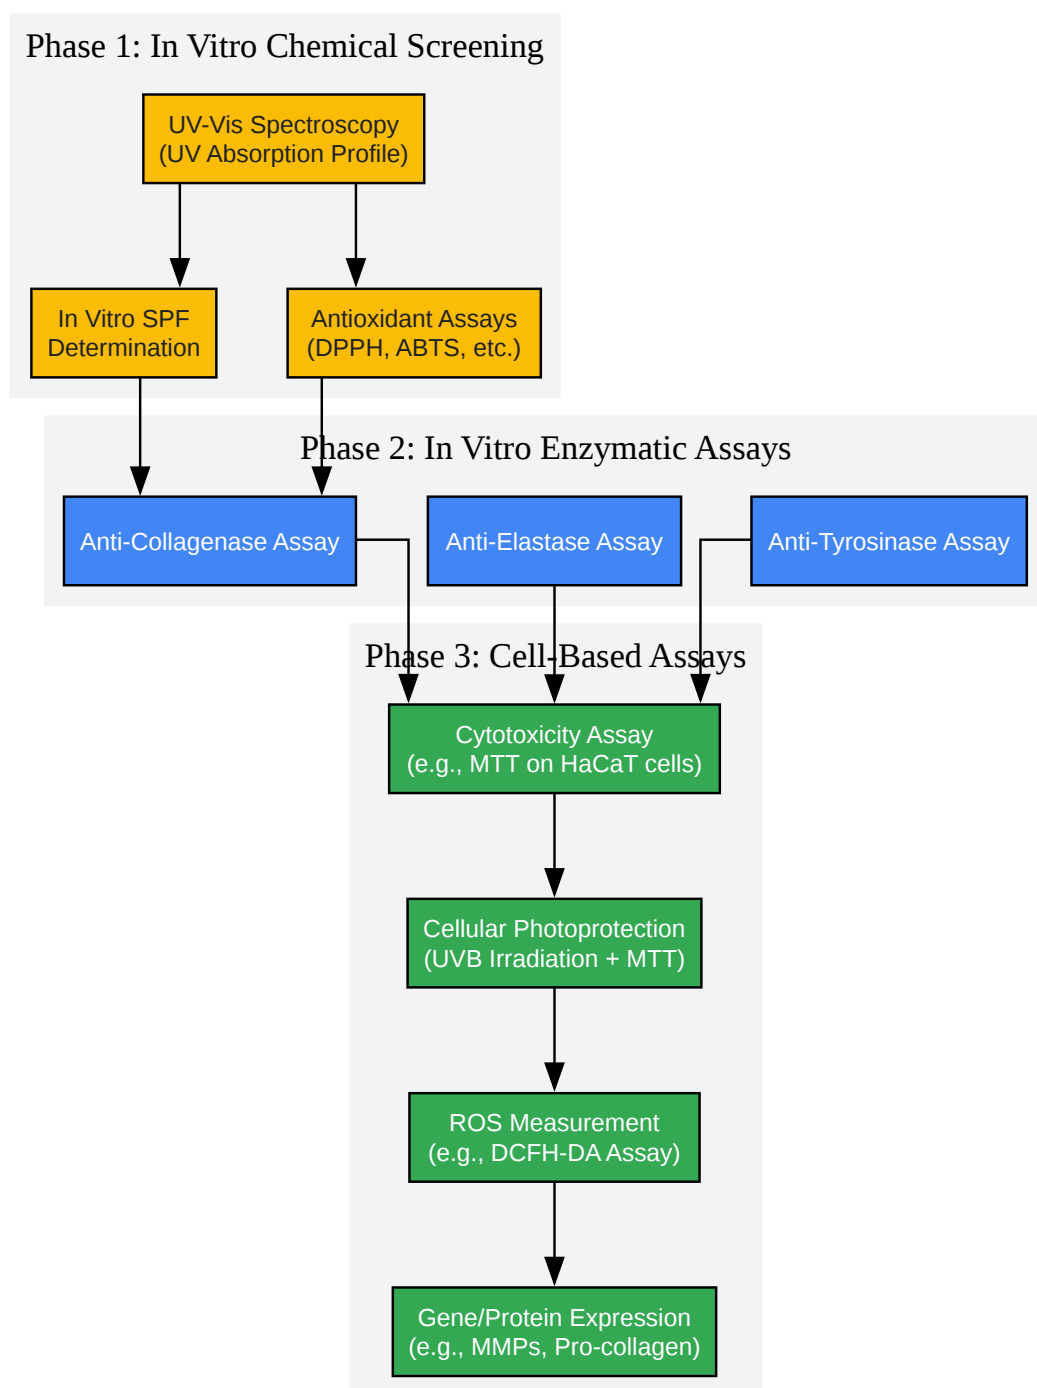 Phase 1: In Vitro Chemical Screening
UV-Vis Spectroscopy
(UV Absorption Profile)
In Vitro SPF
Determination
Antioxidant Assays
(DPPH, ABTS, etc.)
Phase 2: In Vitro Enzymatic Assays
Anti-Collagenase Assay
Anti-Elastase Assay
Anti-Tyrosinase Assay
Phase 3: Cell-Based Assays
Cytotoxicity Assay
(e.g., MTT on HaCaT cells)
Cellular Photoprotection
(UVB Irradiation + MTT)
ROS Measurement
(e.g., DCFH-DA Assay)
Gene/Protein Expression
(e.g., MMPs, Pro-collagen)